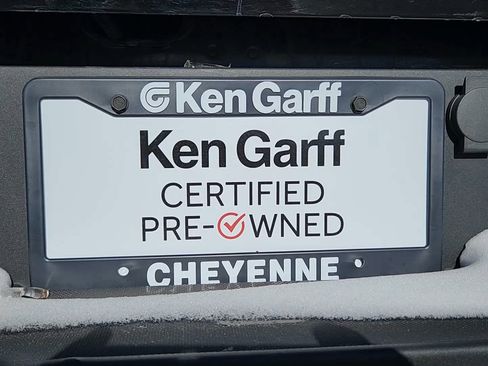 Ken Garff
Ken Garff
CERTIFIED
PRE-OWNED
CHEYENNE